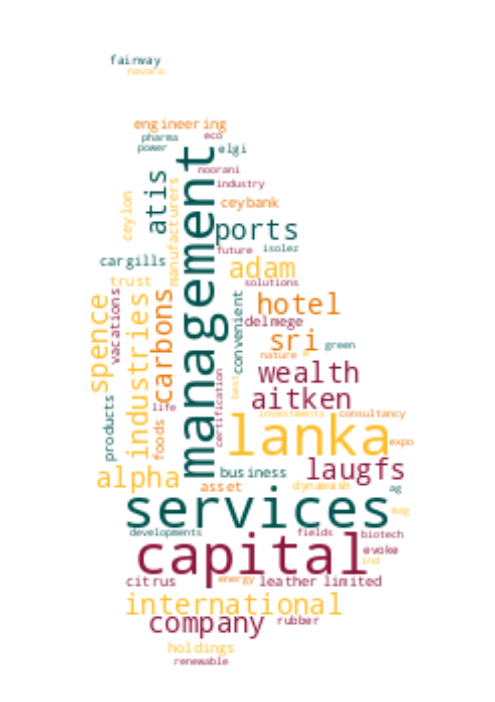 fairway
navara
engineering
pharma
eco
power
elgi
management
noorani
atis
industry
manufacturers
ceylon
ceybank
ports
future
isolez
cargills
adam
trust
solutions
vacations
spence
industries
carbons
convenient
hotel
delmege
sri
green
nature
wealth
certification
best
aitken
products
life
foods
investments
consultancy
lanka
expo
laugfs
alpha
business
asset
dynawash
ag
services
mag
developments
fields
biotech
capital
evoke
ind
citrus
energy
leather
limited
international
company
rubber
holdings
renewable